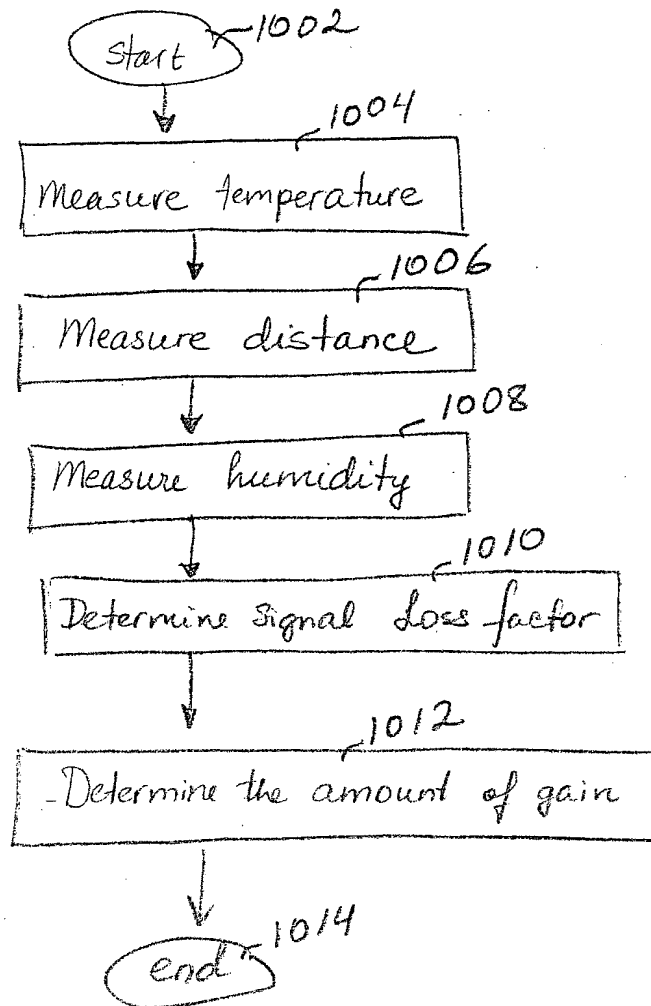 1002
start
1004
Measure temperature
1006
Measure distance
1008
Measure humidity
1010
Determine signal loss factor
1012
Determine the amount of gain
1014
end